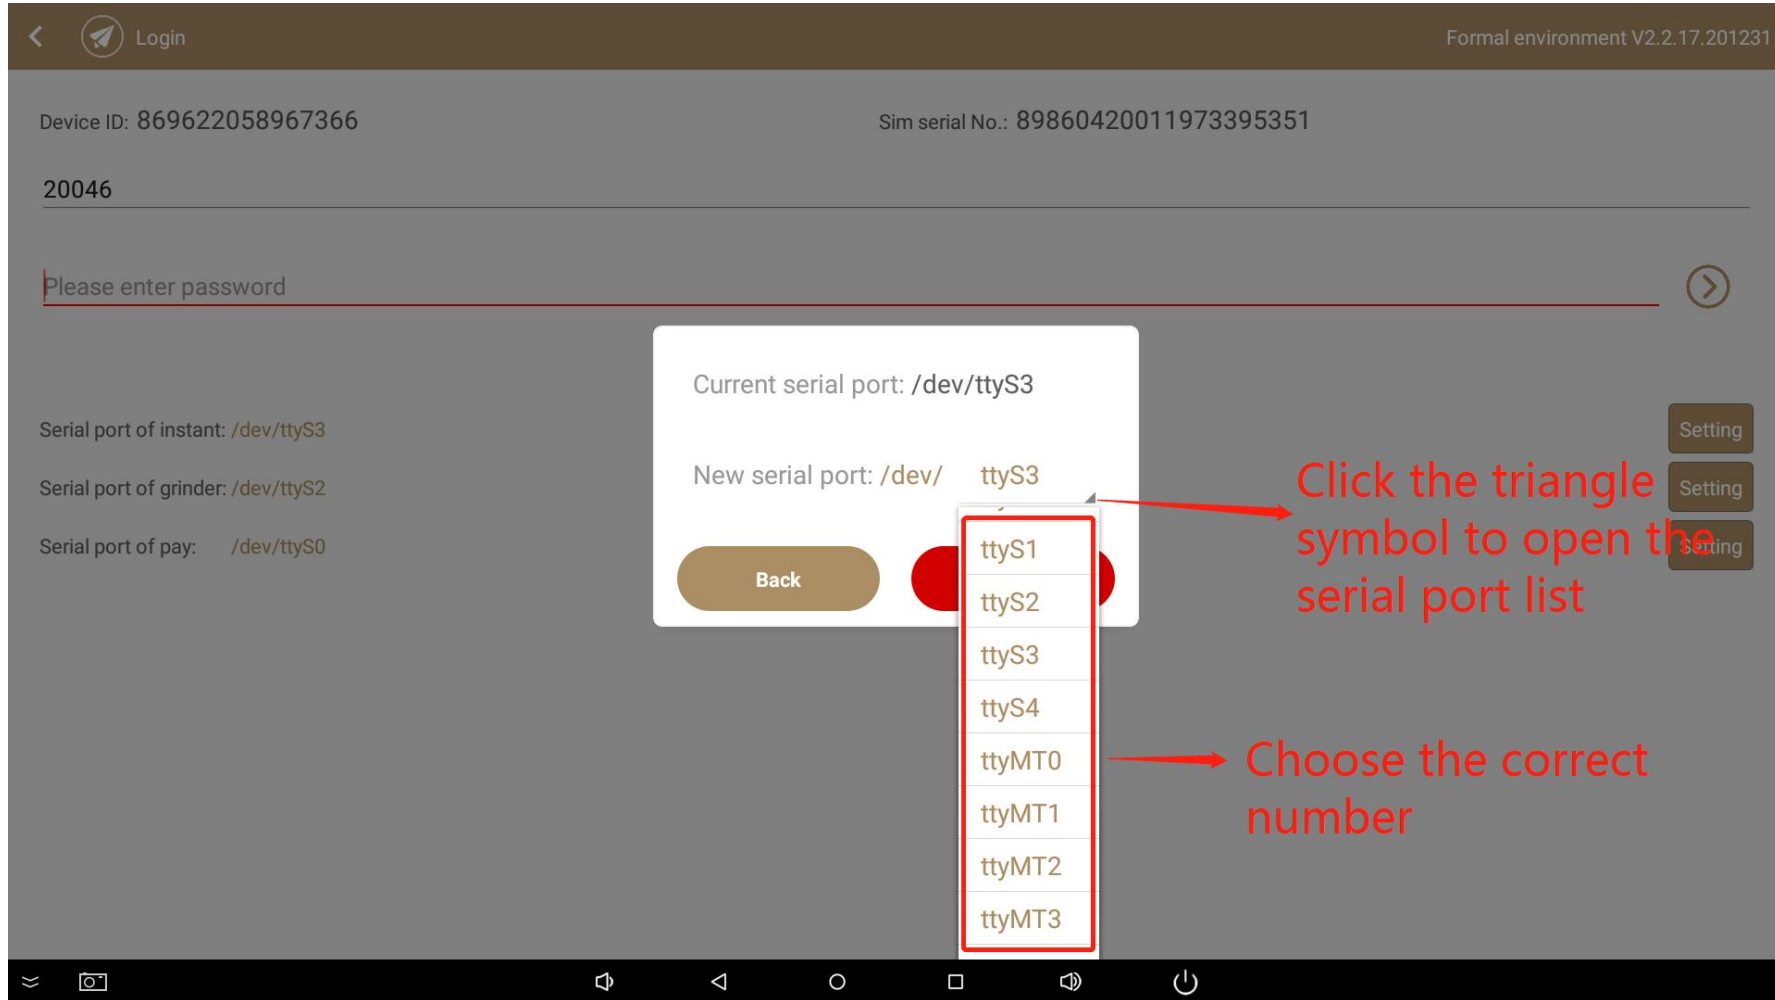 Login
Formal environment V2.2.17.201231
Device ID: 869622058967366
Sim serial No.: 89860420011973395351
20046
Please enter password
Current serial port: /dev/ttyS3
Serial port of instant: /dev/ttyS3
Setting
New serial port: /dev/ ttyS3
Serial port of grinder: /dev/ttyS2
Setting
Serial port of pay: /dev/ttyS0
Setting
Back
ttyS1
ttyS2
ttyS3
ttyS4
ttyMT0
ttyMT1
ttyMT2
ttyMT3
Click the triangle
symbol to open the
serial port list
Choose the correct
number